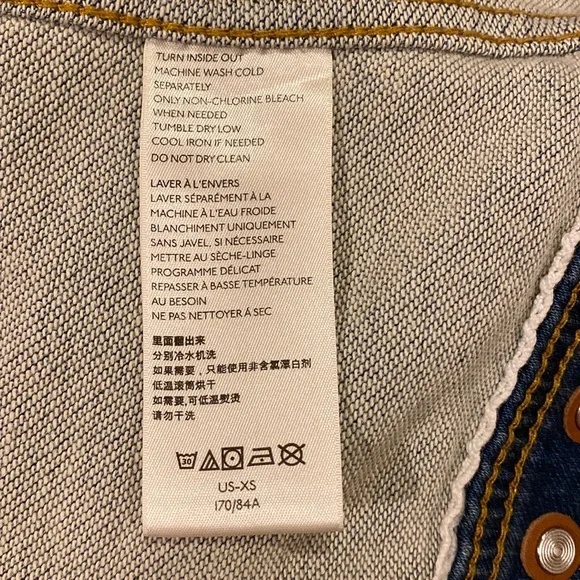 TURN INSIDE OUT
MACHINE WASH COLD
SEPARATELY
ONLY NON-CHLORINE BLEACH
WHEN NEEDED
TUMBLE DRY LOW
COOL IRON IF NEEDED
DO NOT DRY CLEAN
LAVER À L'ENVERS
LAVER SÉPARÉMENT À LA
MACHINE À L'EAU FROIDE
BLANCHIMENT UNIQUEMENT
SANS JAVEL, SI NÉCESSAIRE
METTRE AU SÈCHE-LINGE
PROGRAMME DÉLICAT
REPASSER À BASSE TEMPÉRATURE
AU BESOIN
NE PAS NETTOYER À SEC
里面翻出来
分别冷水机洗
如果需要，只能使用非含氯漂白剂
低温滚筒烘干
如需要,可低温熨烫
请勿干洗
30
US-XS
170/84A